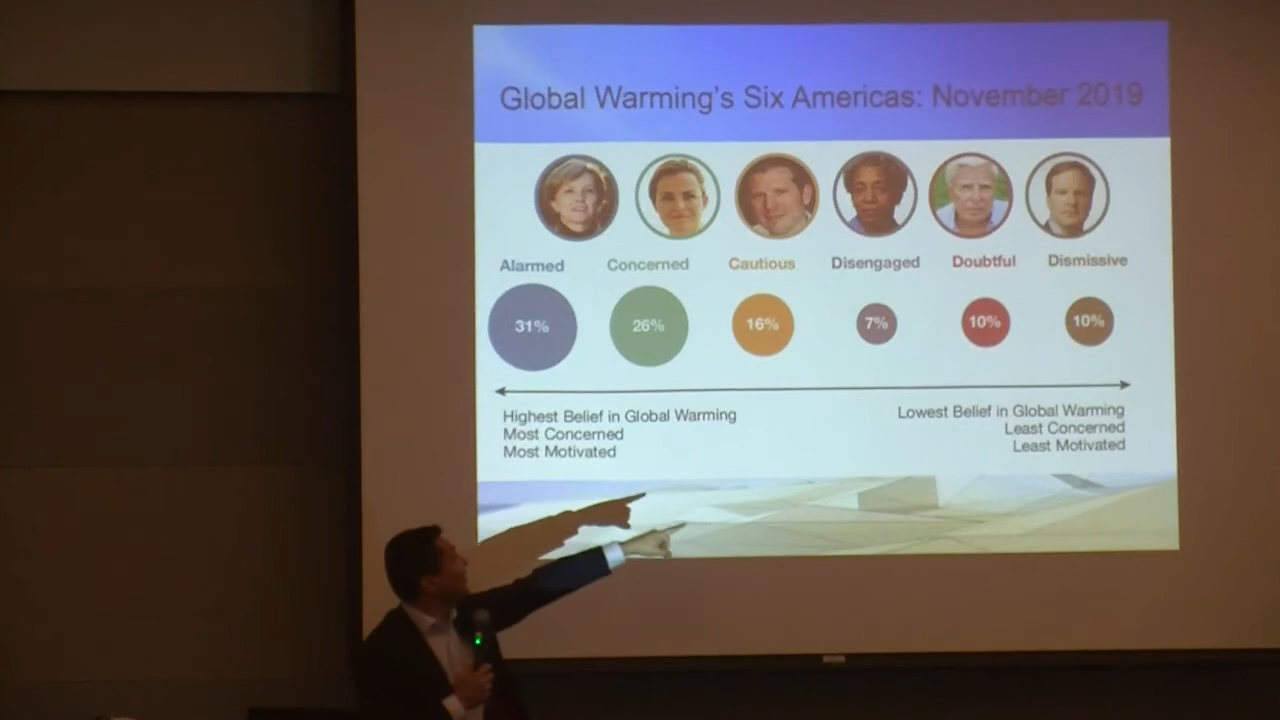 Global Warming's Six Americas: November 2019
Alarmed Concerned Cautious Disengaged Doubtful Dismissive
31% 26% 16% 7% 10% 10%
Highest Belief in Global Warming
Most Concerned
Most Motivated
Lowest Belief in Global Warming
Least Concerned
Least Motivated